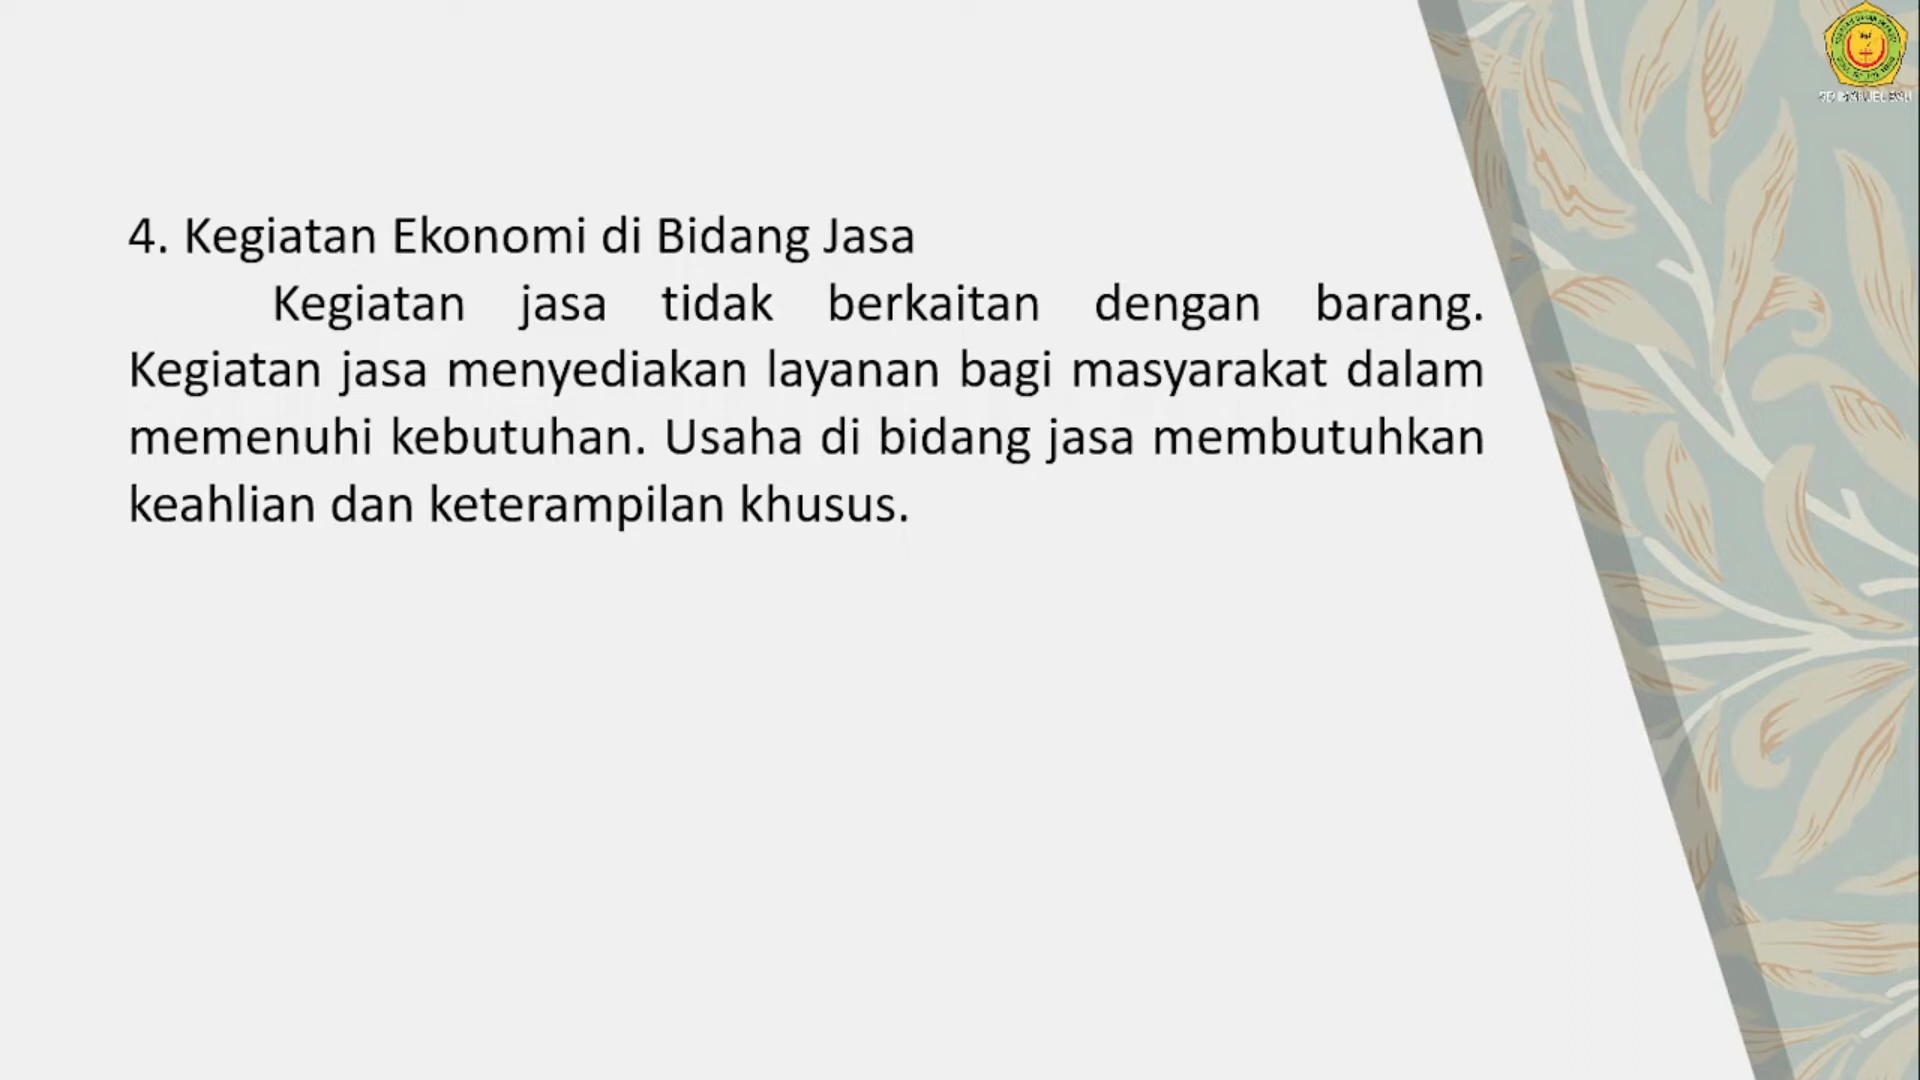 4. Kegiatan Ekonomi di Bidang Jasa
Kegiatan jasa tidak berkaitan dengan barang.
Kegiatan jasa menyediakan layanan bagi masyarakat dalam
memenuhi kebutuhan. Usaha di bidang jasa membutuhkan
keahlian dan keterampilan khusus.